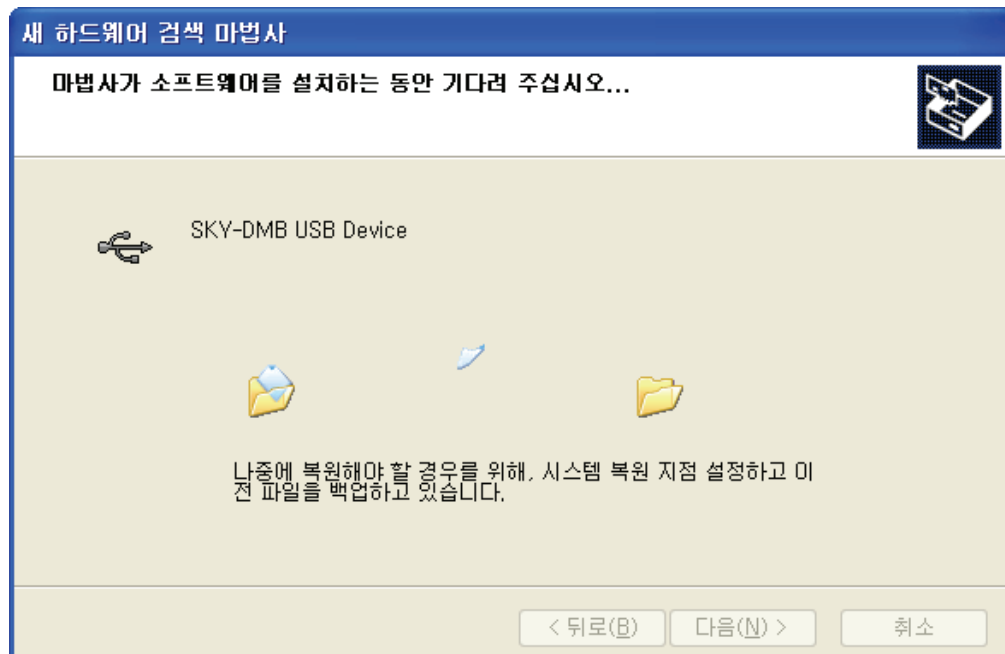 새 하드웨어 검색 마법사
마법사가 소프트웨어를 설치하는 동안 기다려 주십시오...
SKY-DMB USB Device
나중에 복원해야 할 경우를 위해, 시스템 복원 지점 설정하고 이
전 파일을 백업하고 있습니다.
< 뒤로(B)
다음(N) >
취소